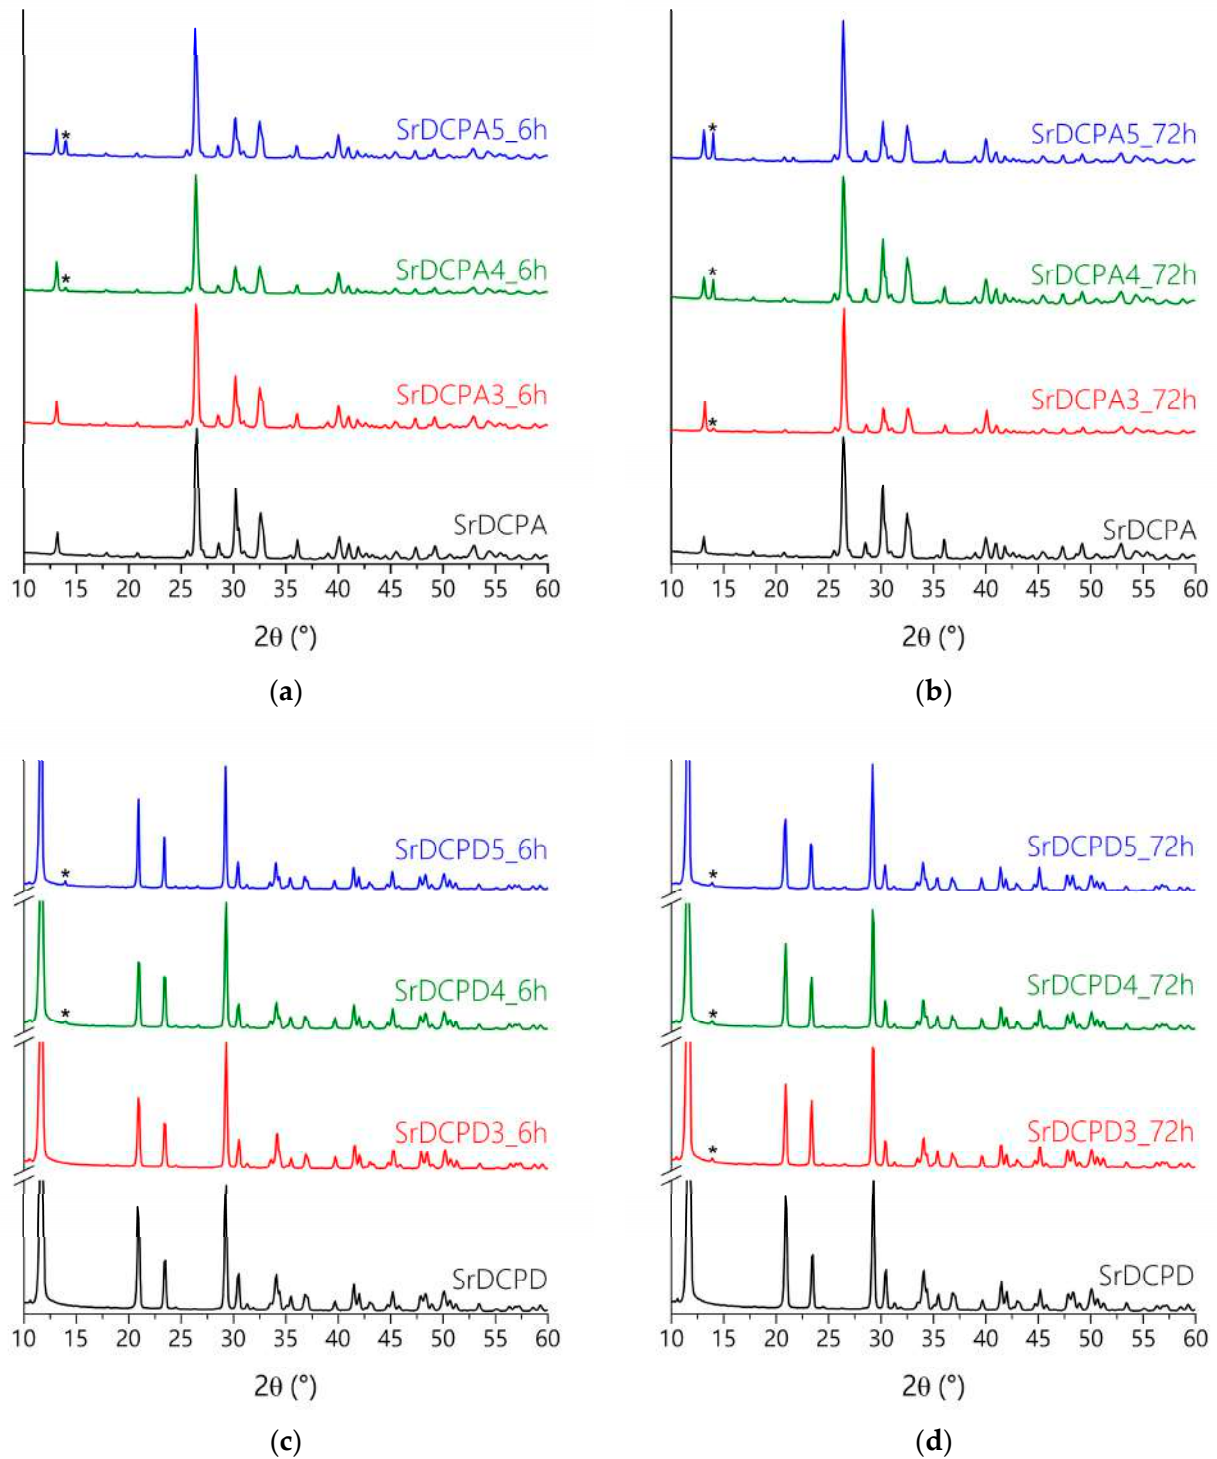 SrDCPA5_6h
*
SrDCPA4_6h
*
SrDCPA3_6h
SrDCPA
10 15 20 25 30 35 40 45 50 55 60
2θ (°)
(a)
SrDCPA5_72h
*
SrDCPA4_72h
*
SrDCPA3_72h
*
SrDCPA
10 15 20 25 30 35 40 45 50 55 60
2θ (°)
(b)
SrDCPD5_6h
*
SrDCPD4_6h
*
SrDCPD3_6h
SrDCPD
10 15 20 25 30 35 40 45 50 55 60
2θ (°)
(c)
SrDCPD5_72h
*
SrDCPD4_72h
*
SrDCPD3_72h
*
SrDCPD
10 15 20 25 30 35 40 45 50 55 60
2θ (°)
(d)